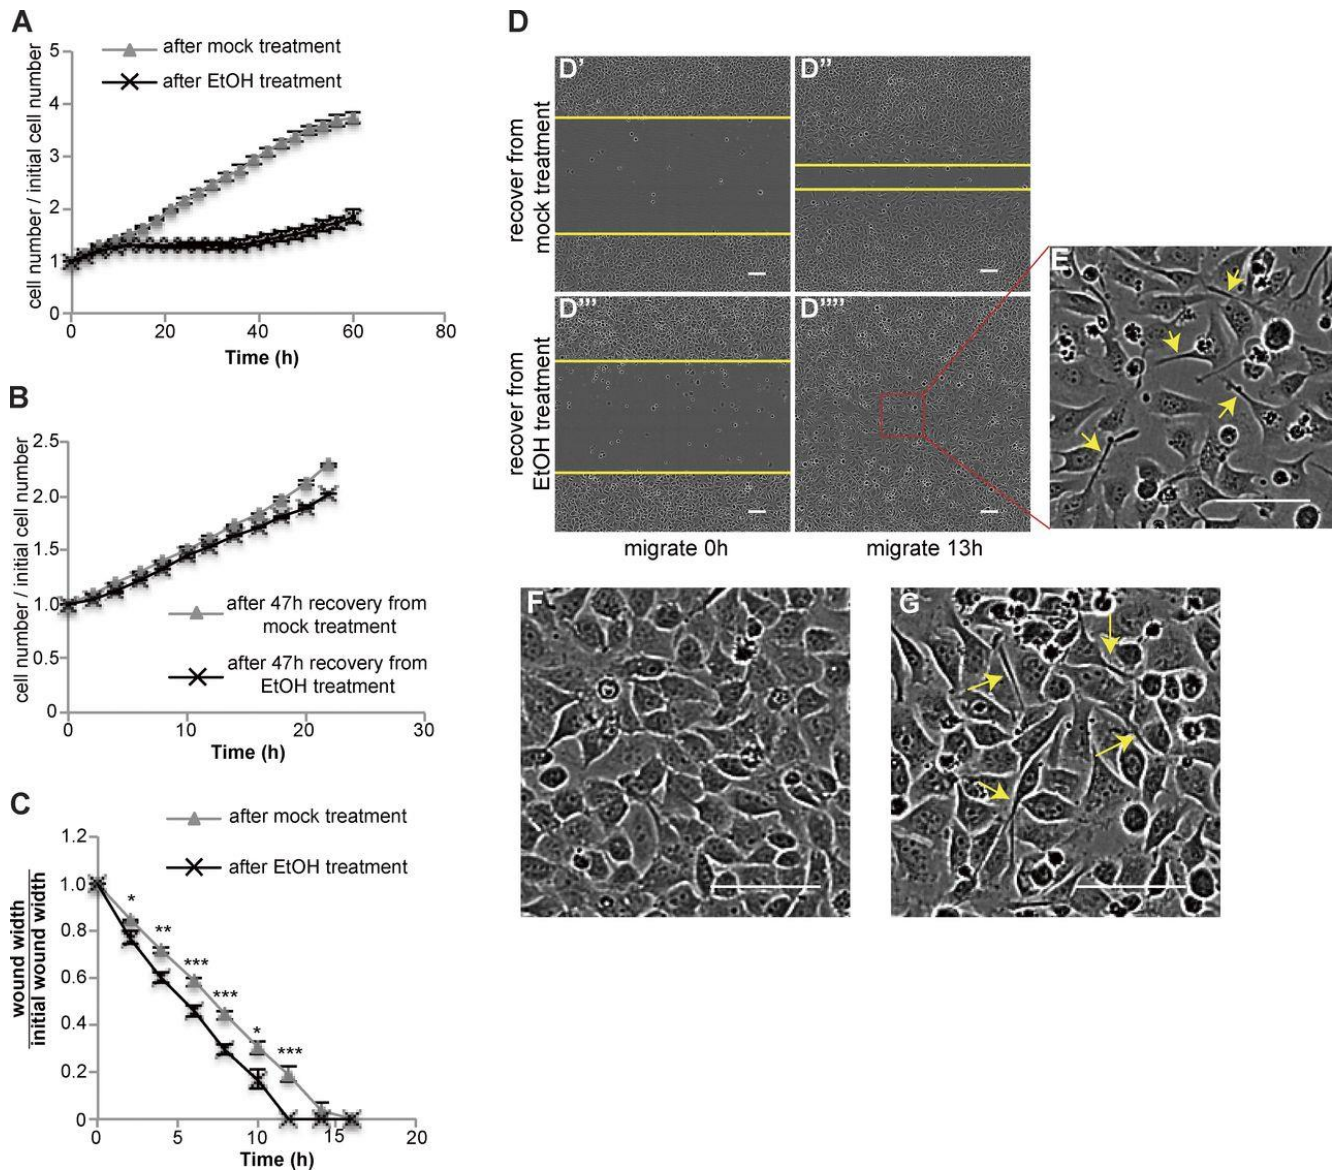 A
after mock treatment
after EtOH treatment
cell number / initial cell number
5
4
3
2
1
0
0
20
40
60
80
Time (h)
B
cell number / initial cell number
2.5
2.0
1.5
1.0
0.5
0
0
10
20
30
after 47h recovery from
mock treatment
after 47h recovery from
EtOH treatment
Time (h)
C
after mock treatment
after EtOH treatment
wound width
initial wound width
1.2
1.0
0.8
0.6
0.4
0.2
0
*
**
***
***
*
***
0
5
10
15
20
Time (h)
D
D'
D''
recover from
mock treatment
D'''
D''''
recover from
EtOH treatment
migrate 0h
migrate 13h
E
F
G